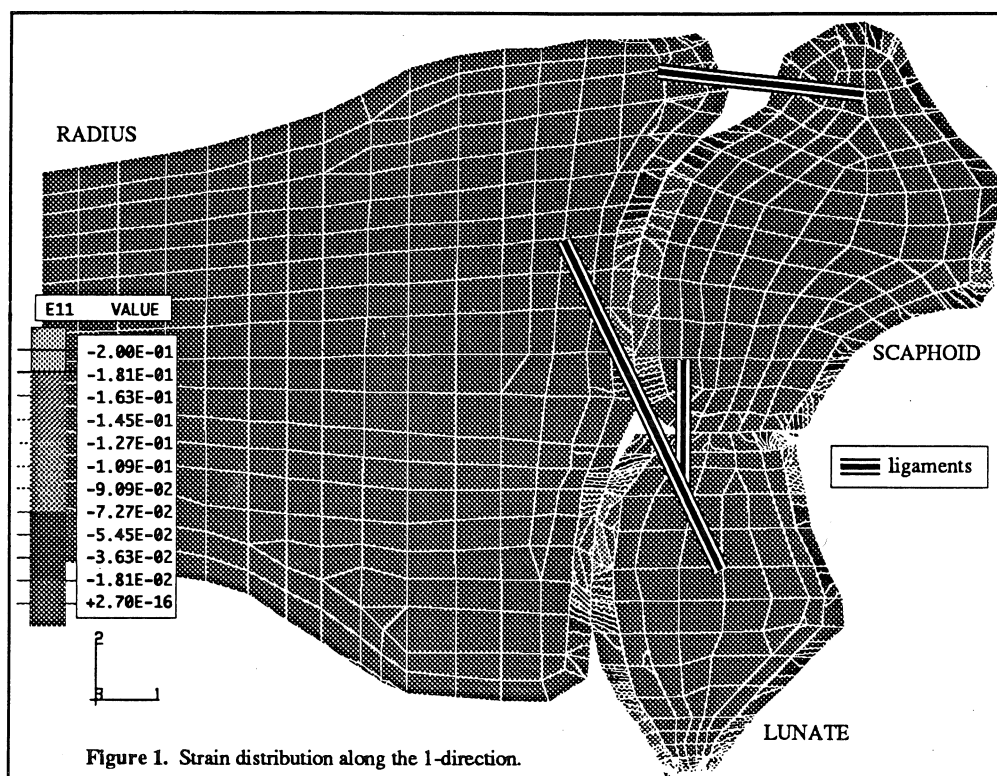 RADIUS
E11 VALUE
-2.00E-01
-1.81E-01
-1.63E-01
-1.45E-01
-1.27E-01
-1.09E-01
-9.09E-02
-7.27E-02
-5.45E-02
-3.63E-02
-1.81E-02
+2.70E-16
SCAPHOID
ligaments
2
3 1
LUNATE
Figure 1. Strain distribution along the 1-direction.